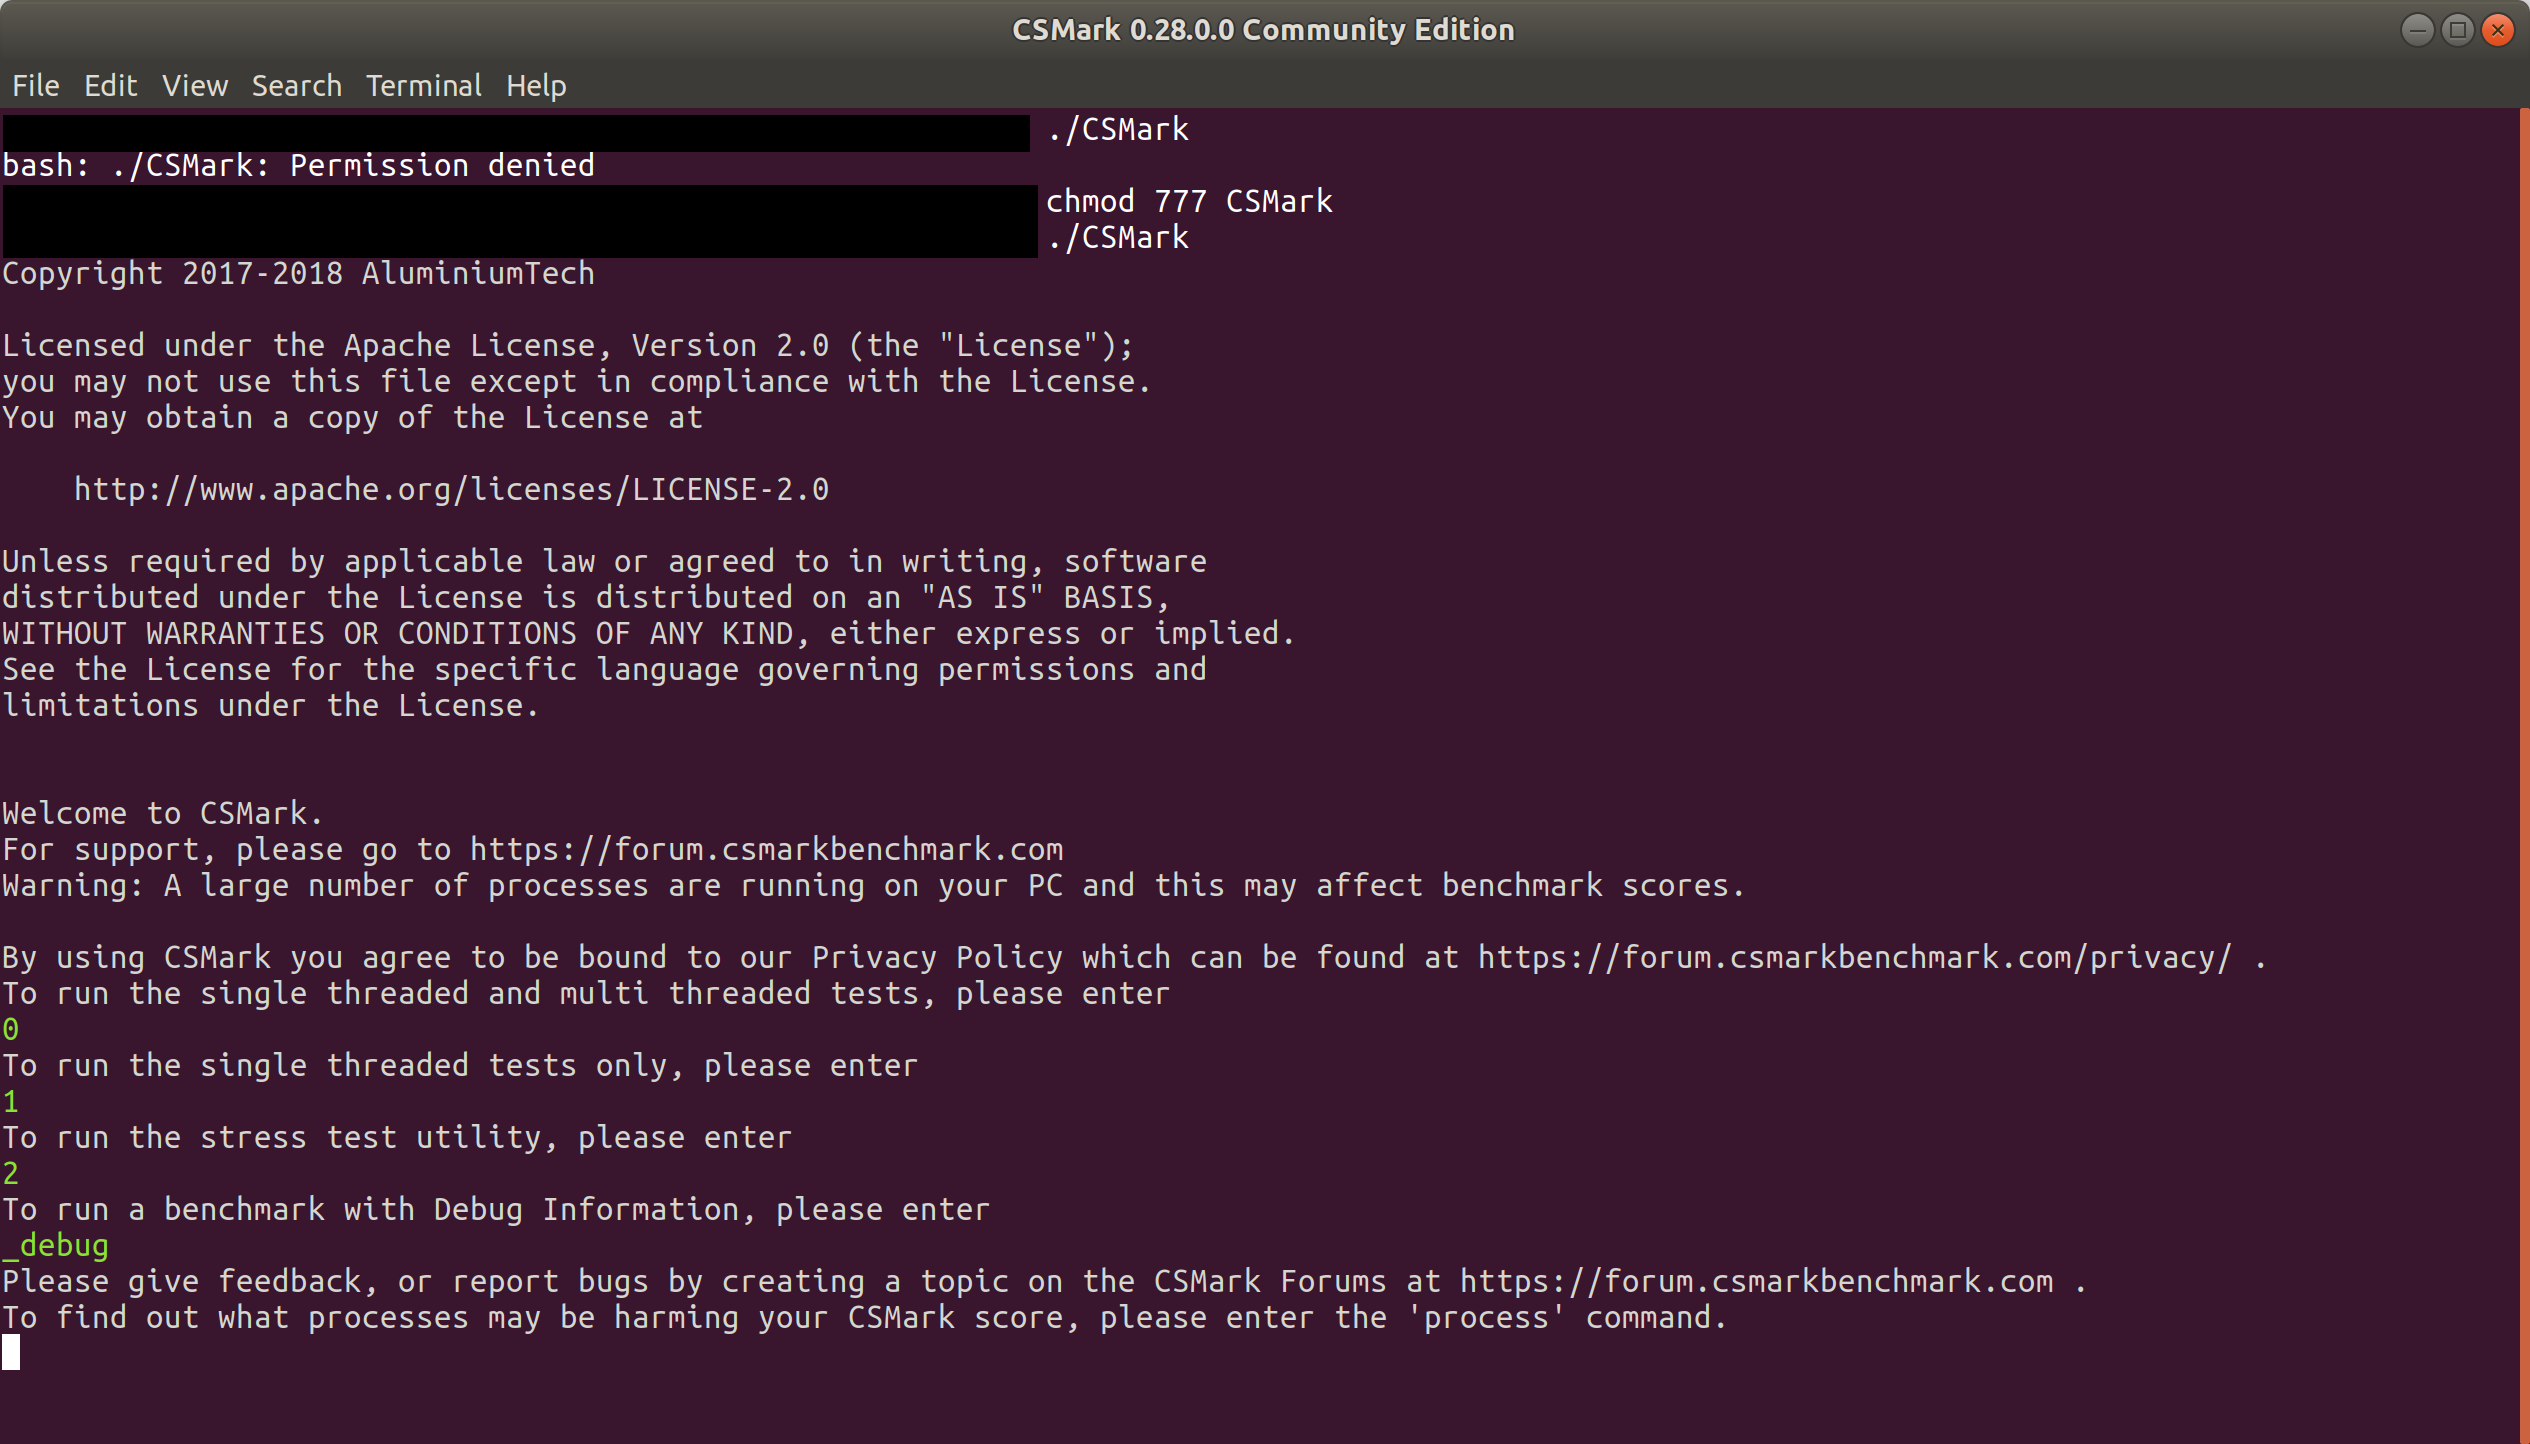 CSMark 0.28.0.0 Community Edition
File Edit View Search Terminal Help
./CSMark
bash: ./CSMark: Permission denied
chmod 777 CSMark
./CSMark
Copyright 2017-2018 AluminiumTech
Licensed under the Apache License, Version 2.0 (the "License");
you may not use this file except in compliance with the License.
You may obtain a copy of the License at
http://www.apache.org/licenses/LICENSE-2.0
Unless required by applicable law or agreed to in writing, software
distributed under the License is distributed on an "AS IS" BASIS,
WITHOUT WARRANTIES OR CONDITIONS OF ANY KIND, either express or implied.
See the License for the specific language governing permissions and
limitations under the License.
Welcome to CSMark.
For support, please go to https://forum.csmarkbenchmark.com
Warning: A large number of processes are running on your PC and this may affect benchmark scores.
By using CSMark you agree to be bound to our Privacy Policy which can be found at https://forum.csmarkbenchmark.com/privacy/ .
To run the single threaded and multi threaded tests, please enter
0
To run the single threaded tests only, please enter
1
To run the stress test utility, please enter
2
To run a benchmark with Debug Information, please enter
_debug
Please give feedback, or report bugs by creating a topic on the CSMark Forums at https://forum.csmarkbenchmark.com .
To find out what processes may be harming your CSMark score, please enter the 'process' command.